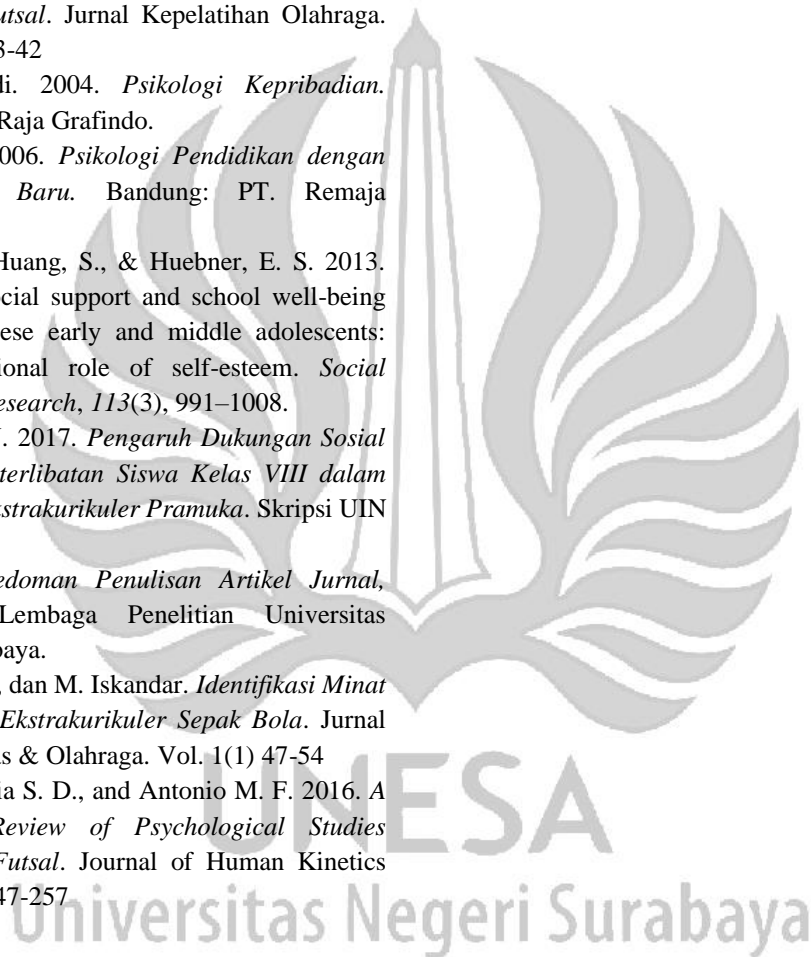 utsal. Jurnal Kepelatihan Olahraga.
3-42
di. 2004. Psikologi Kepribadian.
Raja Grafindo.
006. Psikologi Pendidikan dengan
Baru. Bandung: PT. Remaja
Huang, S., & Huebner, E. S. 2013.
cial support and school well-being
ese early and middle adolescents:
ional role of self-esteem. Social
esearch, 113(3), 991–1008.
. 2017. Pengaruh Dukungan Sosial
terlibatan Siswa Kelas VIII dalam
kstrakurikuler Pramuka. Skripsi UIN
edoman Penulisan Artikel Jurnal,
Lembaga Penelitian Universitas
baya.
, dan M. Iskandar. Identifikasi Minat
Ekstrakurikuler Sepak Bola. Jurnal
as & Olahraga. Vol. 1(1) 47-54
ia S. D., and Antonio M. F. 2016. A
Review of Psychological Studies
Futsal. Journal of Human Kinetics
47-257
UNESA
Universitas Negeri Surabaya